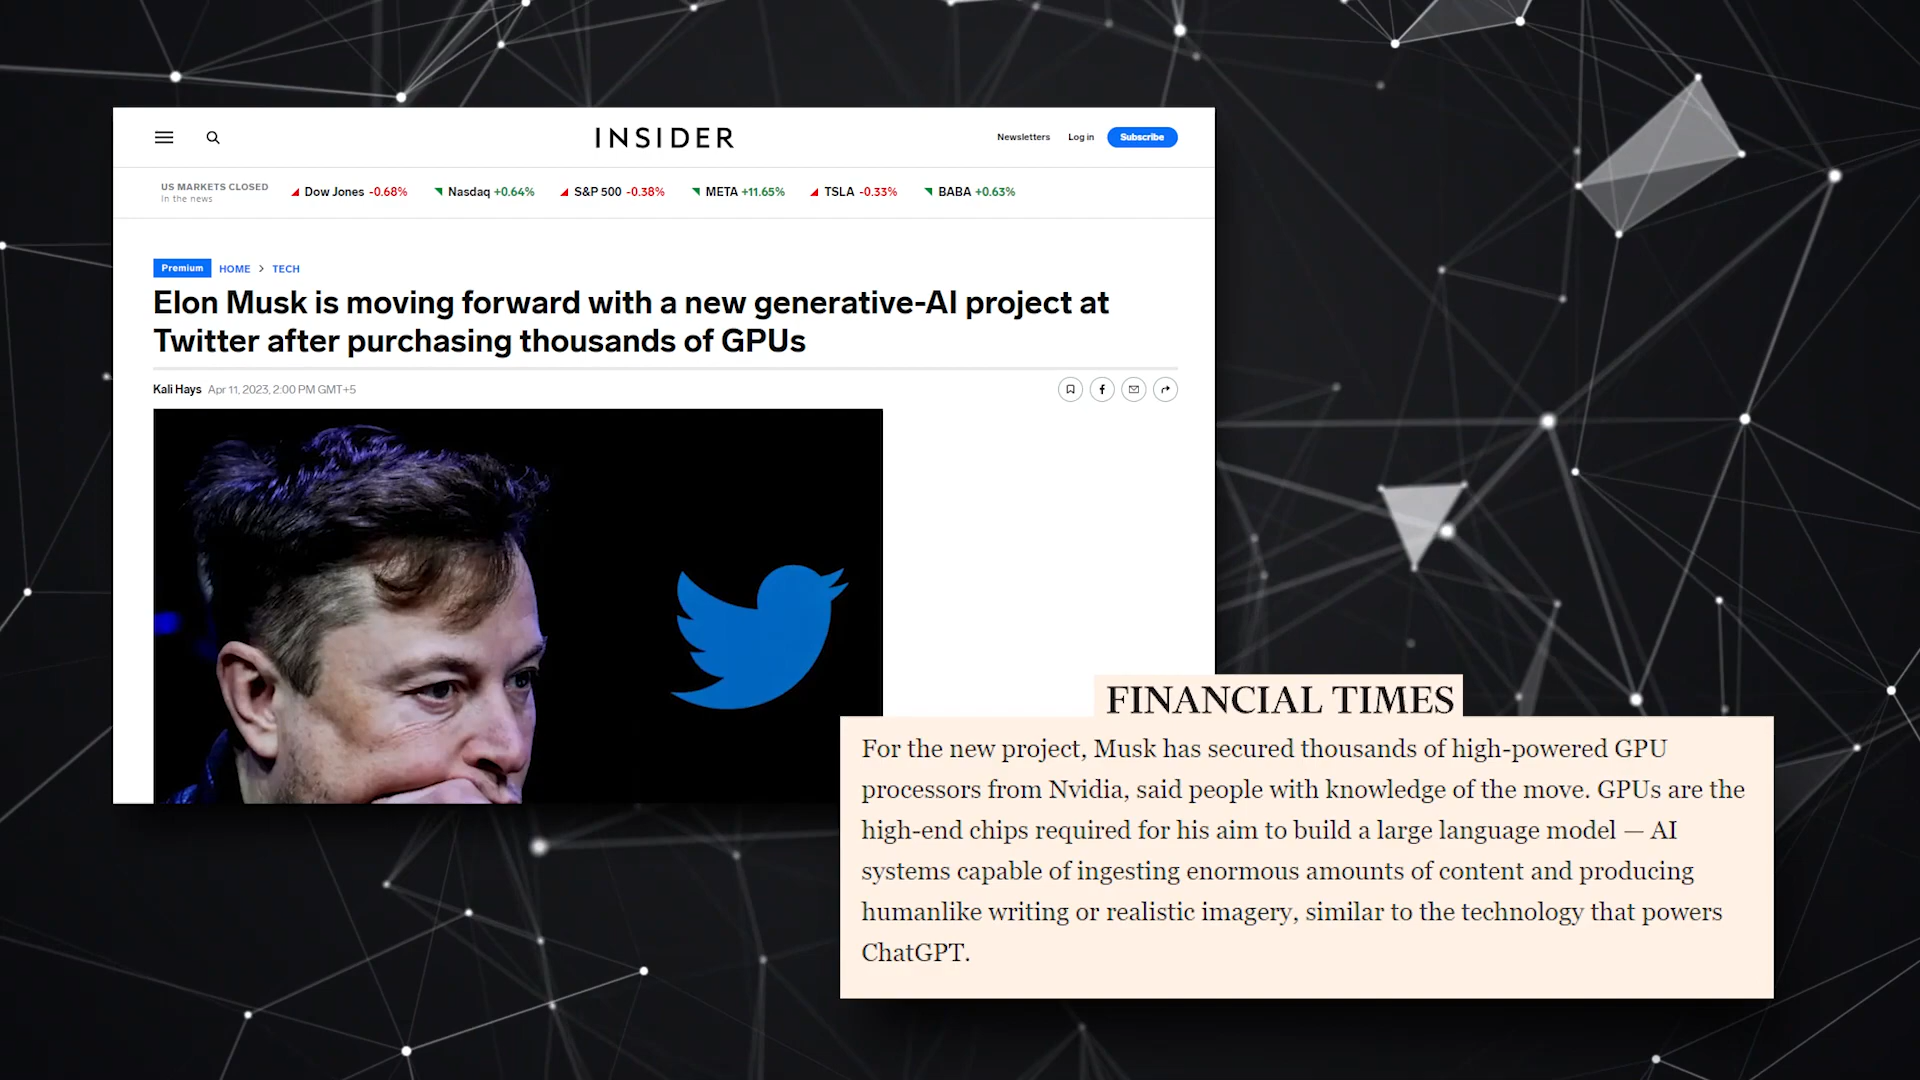 INSIDER
Newsletters
Log in
Subscribe
US MARKETS CLOSED
In the news
Dow Jones -0.68%
Nasdaq +0.64%
S&P 500 -0.38%
META +11.65%
TSLA -0.33%
BABA +0.63%
Premium
HOME > TECH
Elon Musk is moving forward with a new generative-AI project at
Twitter after purchasing thousands of GPUs
Kali Hays Apr 11, 2023, 2:00 PM GMT+5
FINANCIAL TIMES
For the new project, Musk has secured thousands of high-powered GPU
processors from Nvidia, said people with knowledge of the move. GPUs are the
high-end chips required for his aim to build a large language model — AI
systems capable of ingesting enormous amounts of content and producing
humanlike writing or realistic imagery, similar to the technology that powers
ChatGPT.